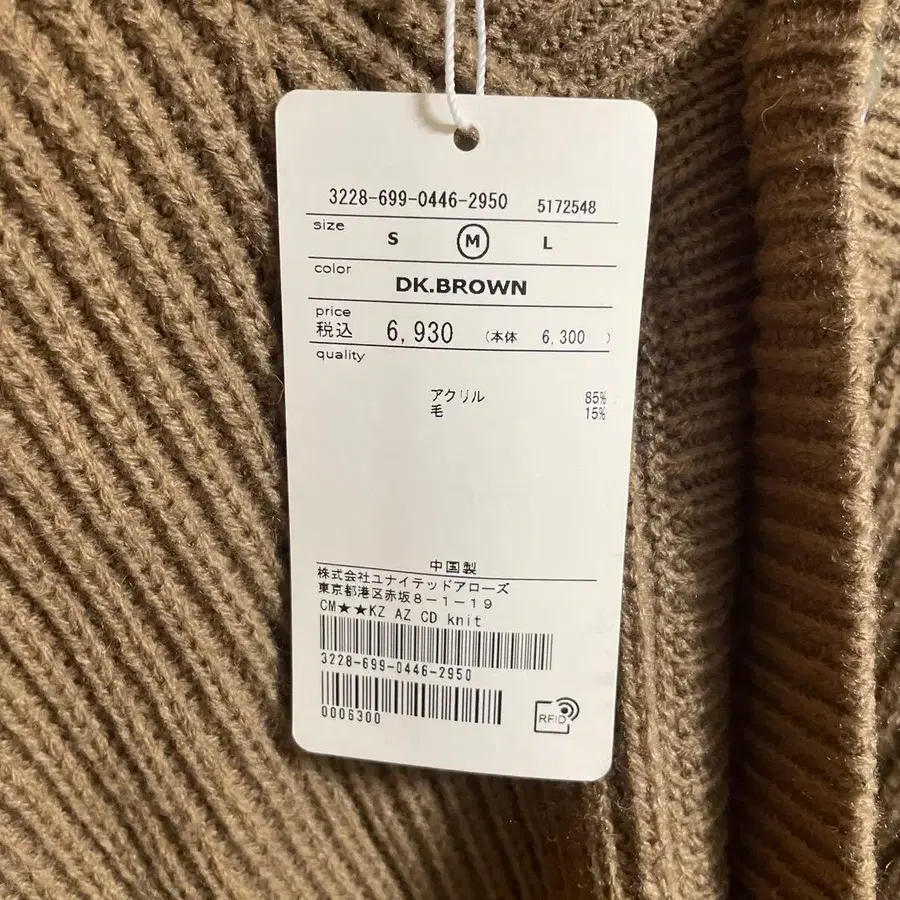 3228-699-0446-2950 5172548
size S M L
color
DK.BROWN
price
税込 6,930 (本体 6,300 )
quality
アクリル 85%
毛 15%
中国製
株式会社ユナイテッドアローズ
東京都港区赤坂8-1-19
CM★★KZ AZ CD knit
3228-699-0446-2950
0006300
RFID